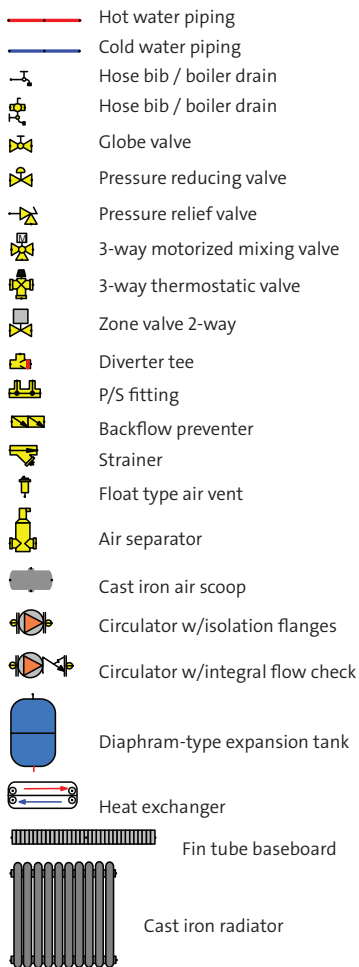 Hot water piping
Cold water piping
Hose bib / boiler drain
Hose bib / boiler drain
Globe valve
Pressure reducing valve
Pressure relief valve
M
3-way motorized mixing valve
3-way thermostatic valve
Zone valve 2-way
Diverter tee
P/S fitting
Backflow preventer
Strainer
Float type air vent
Air separator
Cast iron air scoop
Circulator w/isolation flanges
Circulator w/integral flow check
Diaphram-type expansion tank
Heat exchanger
Fin tube baseboard
Cast iron radiator